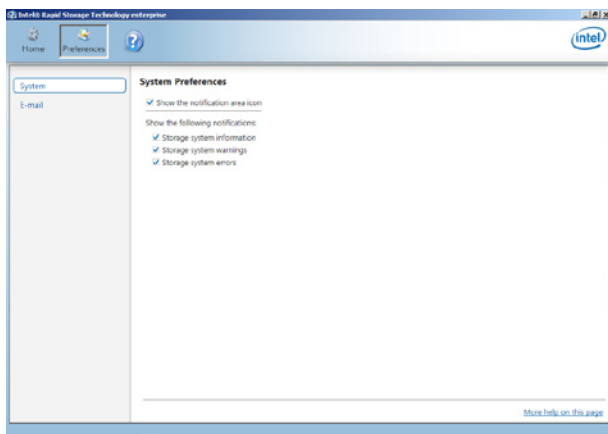 Intel® Rapid Storage Technology enterprise
Home
Preferences
?
intel
System
E-mail
System Preferences
Show the notification area icon
Show the following notifications:
Storage system information
Storage system warnings
Storage system errors
More help on this page